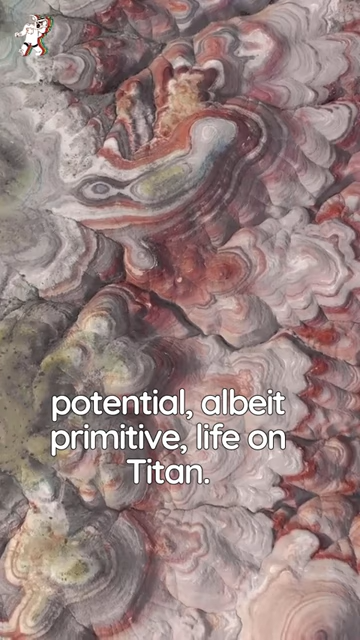 potential, albeit
primitive, life on
Titan.